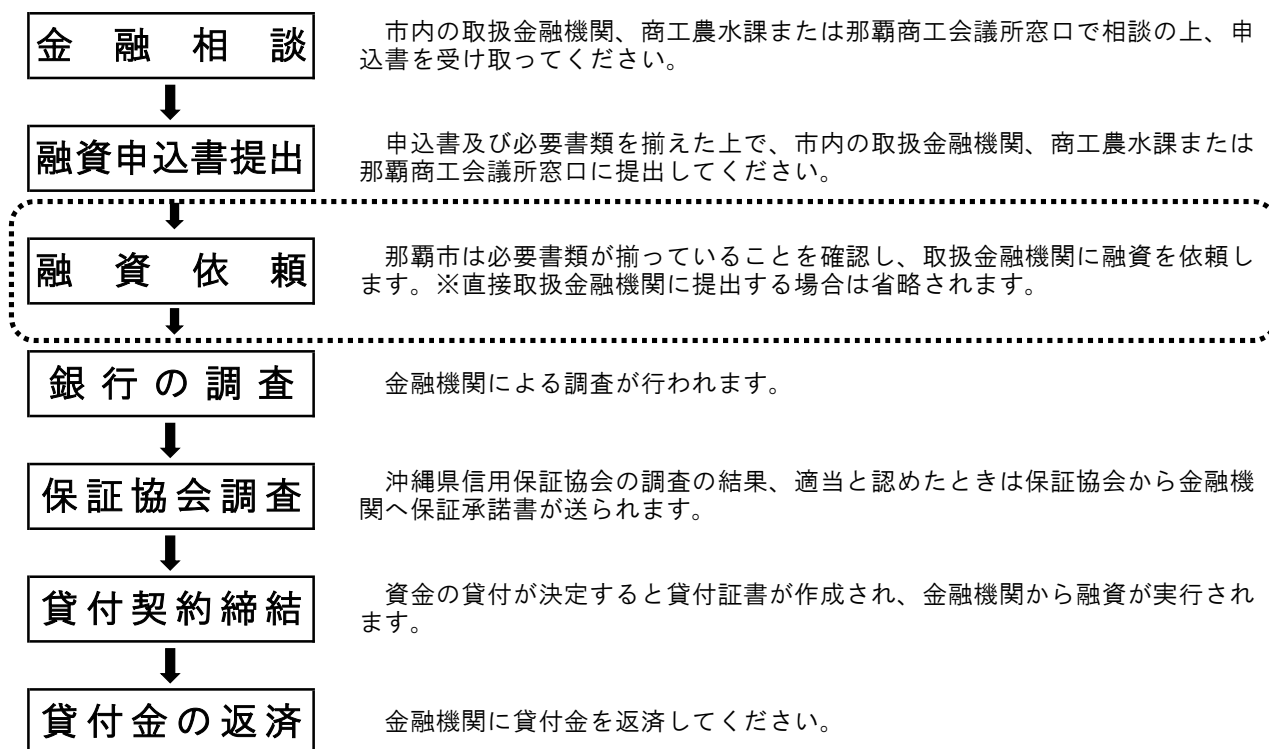 金融相談
市内の取扱金融機関、商工農水課または那覇商工会議所窓口で相談の上、申
込書を受け取ってください。
融資申込書提出
申込書及び必要書類を揃えた上で、市内の取扱金融機関、商工農水課または
那覇商工会議所窓口に提出してください。
融資依頼
那覇市は必要書類が揃っていることを確認し、取扱金融機関に融資を依頼し
ます。※直接取扱金融機関に提出する場合は省略されます。
銀行の調査
金融機関による調査が行われます。
保証協会調査
沖縄県信用保証協会の調査の結果、適当と認めたときは保証協会から金融機
関へ保証承諾書が送られます。
貸付契約締結
資金の貸付が決定すると貸付証書が作成され、金融機関から融資が実行され
ます。
貸付金の返済
金融機関に貸付金を返済してください。